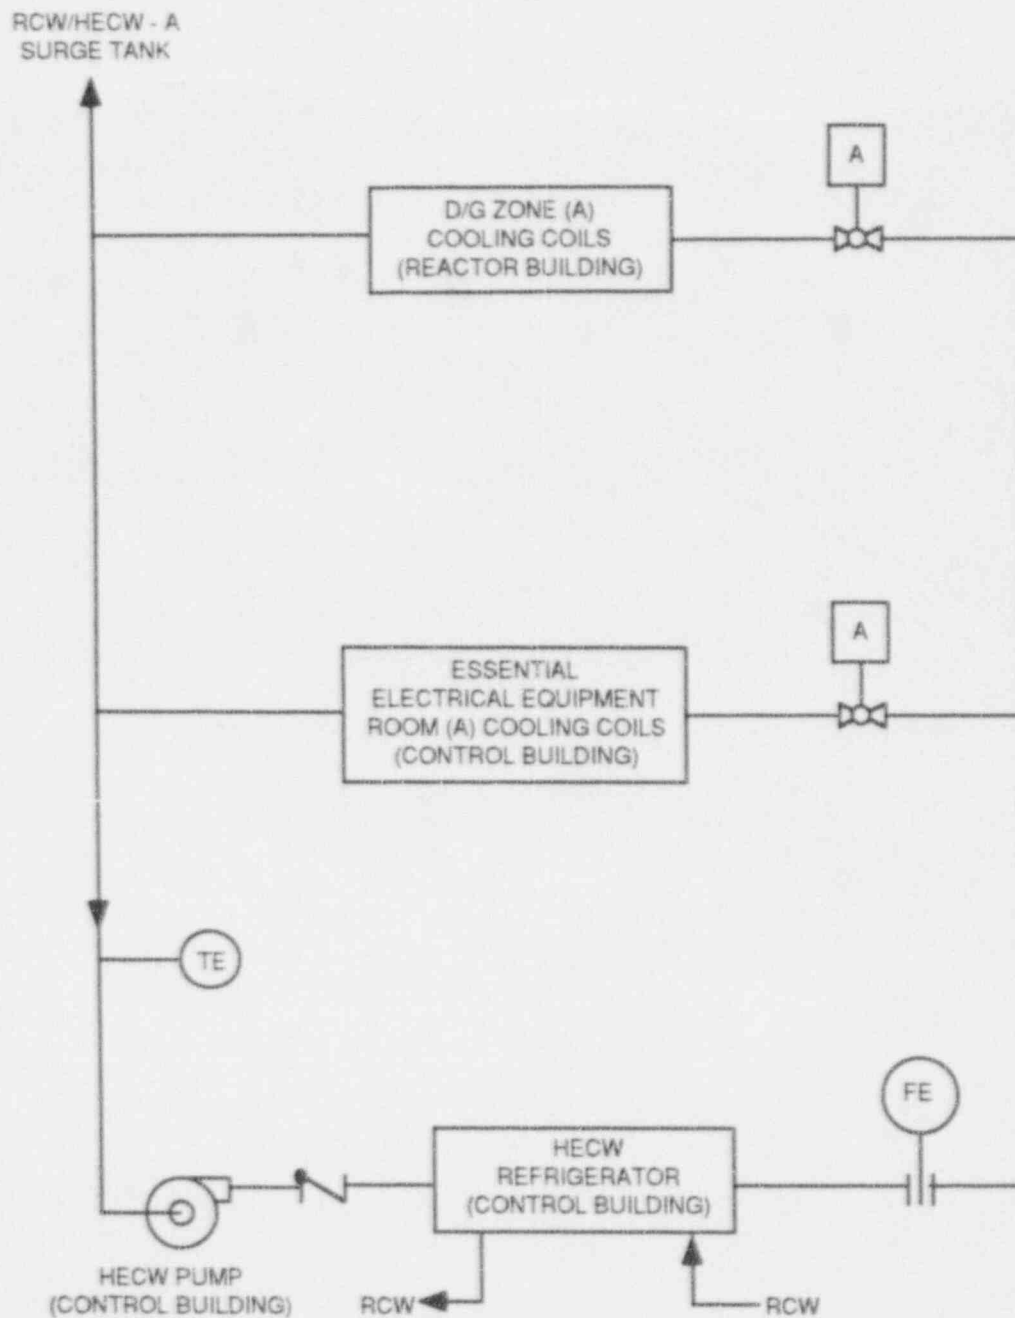 RCW/HECW - A
SURGE TANK
A
D/G ZONE (A)
COOLING COILS
(REACTOR BUILDING)
A
ESSENTIAL
ELECTRICAL EQUIPMENT
ROOM (A) COOLING COILS
(CONTROL BUILDING)
TE
FE
HECW
REFRIGERATOR
(CONTROL BUILDING)
HECW PUMP
(CONTROL BUILDING)
RCW
RCW